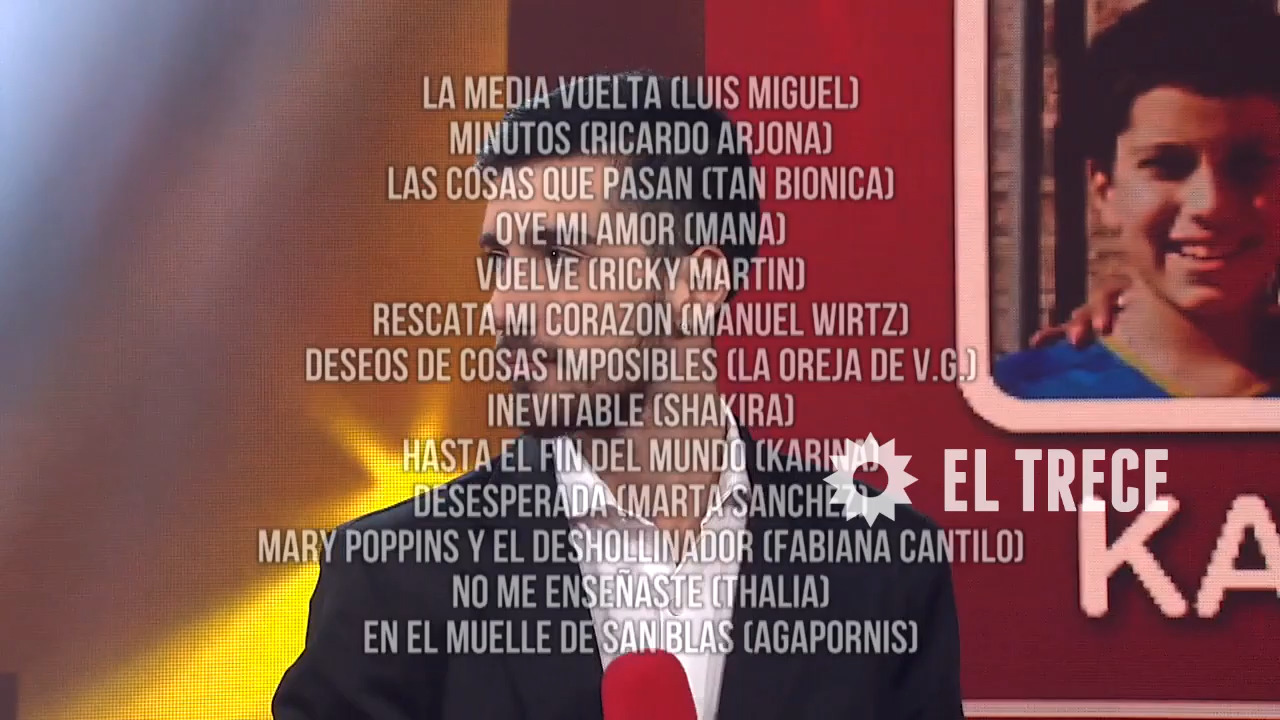 LA MEDIA VUELTA (LUIS MIGUEL)
MINUTOS (RICARDO ARJONA)
LAS COSAS QUE PASAN (TAN BIONICA)
OYE MI AMOR (MANA)
VUELVE (RICKY MARTIN)
RESCATA MI CORAZON (MANUEL WIRTZ)
DESEOS DE COSAS IMPOSIBLES (LA OREJA DE V.G.)
INEVITABLE (SHAKIRA)
HASTA EL FIN DEL MUNDO (KARINA)
EL TRECE
DESESPERADA (MARTA SANCHEZ)
KA
MARY POPPINS Y EL DESHOLLINADOR (FABIANA CANTILO)
NO ME ENSEÑASTE (THALIA)
EN EL MUELLE DE SAN BLAS (AGAPORNIS)